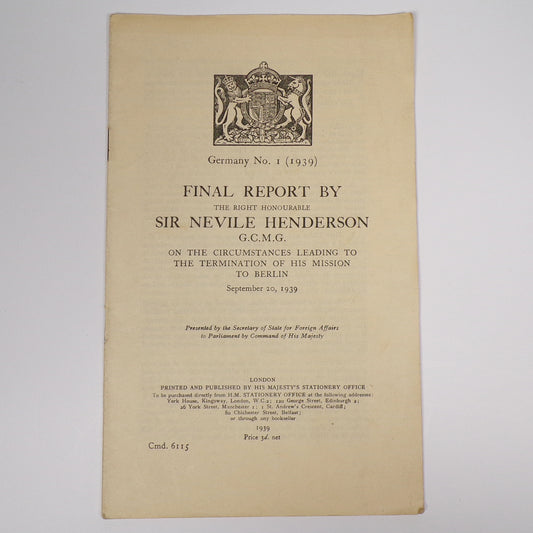 Germany No. 1 (1939)
FINAL REPORT BY
THE RIGHT HONOURABLE
SIR NEVILE HENDERSON
G.C.M.G.
ON THE CIRCUMSTANCES LEADING TO
THE TERMINATION OF HIS MISSION
TO BERLIN
September 20, 1939
Presented by the Secretary of State for Foreign Affairs
to Parliament by Command of His Majesty
LONDON
PRINTED AND PUBLISHED BY HIS MAJESTY'S STATIONERY OFFICE
To be purchased directly from H.M. STATIONERY OFFICE at the following addresses:
York House, Kingsway, London, W.C.2; 120 George Street, Edinburgh 2;
26 York Street, Manchester 1; 1 St. Andrew's Crescent, Cardiff;
80 Chichester Street, Belfast;
or through any bookseller
1939
Price 3d. net
Cmd. 6115